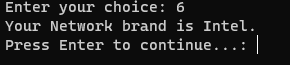 Enter your choice: 6
Your Network brand is Intel.
Press Enter to continue...: